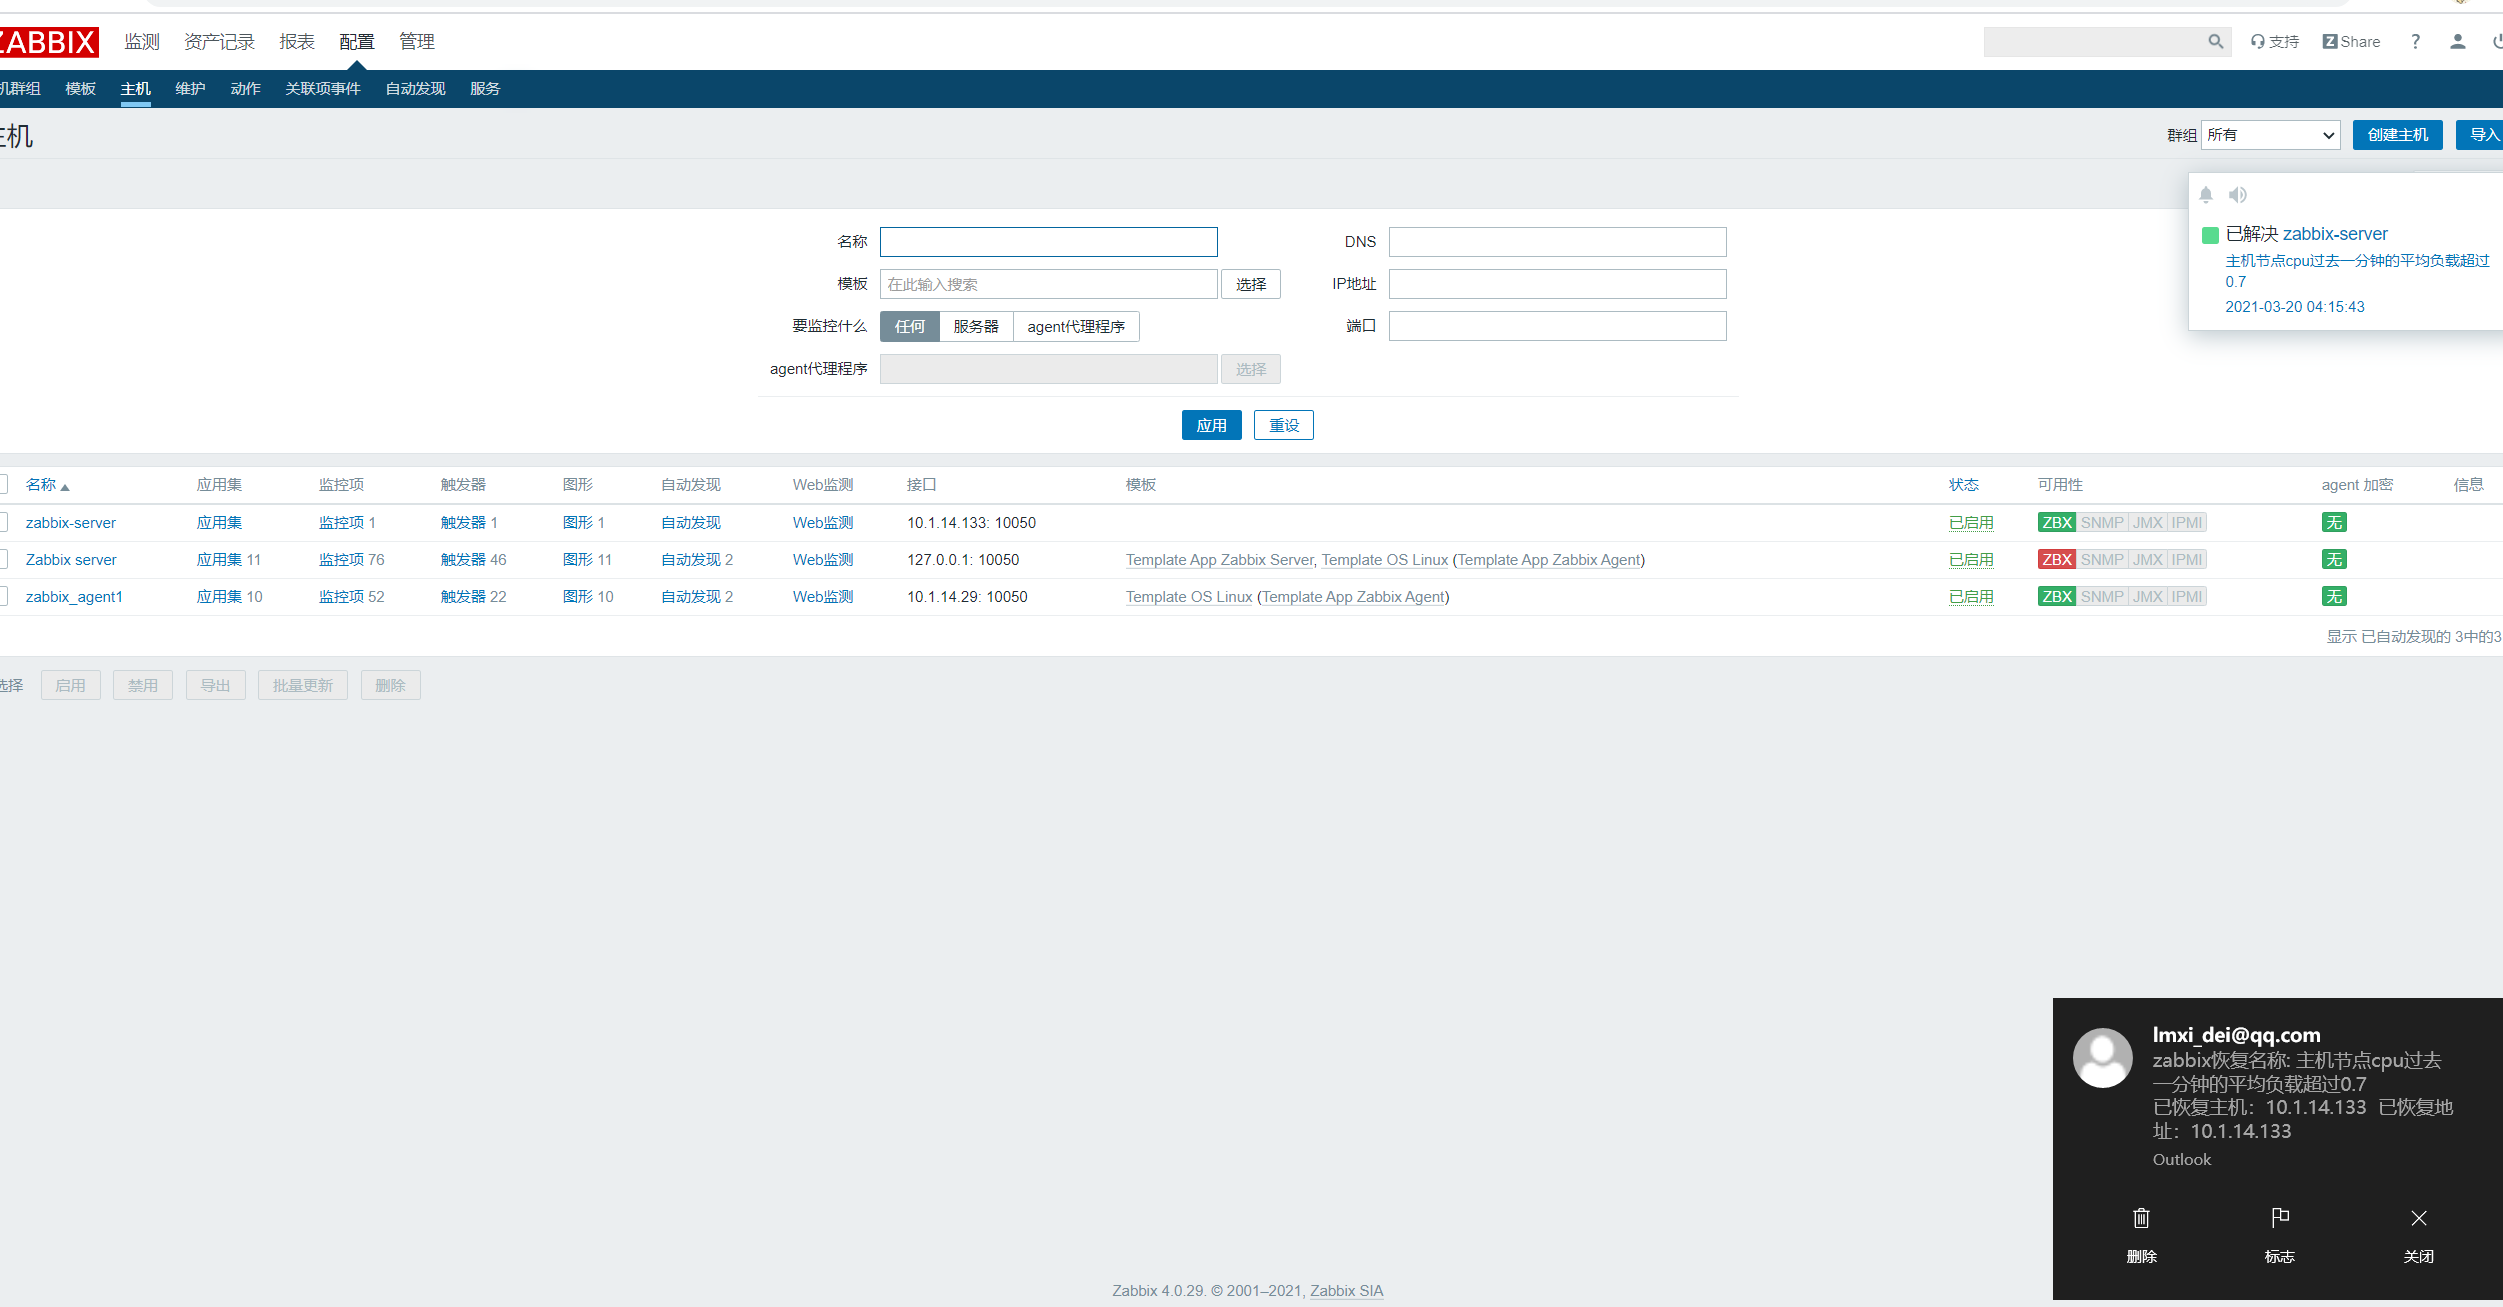 ZABBIX 监测 资产记录 报表 配置 管理 支持 Z Share ?
机群组 模板 主机 维护 动作 关联项事件 自动发现 服务
主机 群组 所有 创建主机 导入
已解决 zabbix-server
主机节点cpu过去一分钟的平均负载超过
0.7
2021-03-20 04:15:43
名称 DNS
模板 在此输入搜索 选择 IP地址
要监控什么 任何 服务器 agent代理程序 端口
agent代理程序 选择
应用 重设
名称 应用集 监控项 触发器 图形 自动发现 Web监测 接口 模板 状态 可用性 agent 加密 信息
zabbix-server 应用集 监控项 1 触发器 1 图形 1 自动发现 Web监测 10.1.14.133: 10050 已启用 ZBX SNMP JMX IPMI 无
Zabbix server 应用集 11 监控项 76 触发器 46 图形 11 自动发现 2 Web监测 127.0.0.1: 10050 Template App Zabbix Server, Template OS Linux (Template App Zabbix Agent) 已启用 ZBX SNMP JMX IPMI 无
zabbix_agent1 应用集 10 监控项 52 触发器 22 图形 10 自动发现 2 Web监测 10.1.14.29: 10050 Template OS Linux (Template App Zabbix Agent) 已启用 ZBX SNMP JMX IPMI 无
显示 已自动发现的 3中的3
选择 启用 禁用 导出 批量更新 删除
lmxi_dei@qq.com
zabbix恢复名称: 主机节点cpu过去
一分钟的平均负载超过0.7
已恢复主机：10.1.14.133 已恢复地
址：10.1.14.133
Outlook
删除 标志 关闭
Zabbix 4.0.29. © 2001–2021, Zabbix SIA